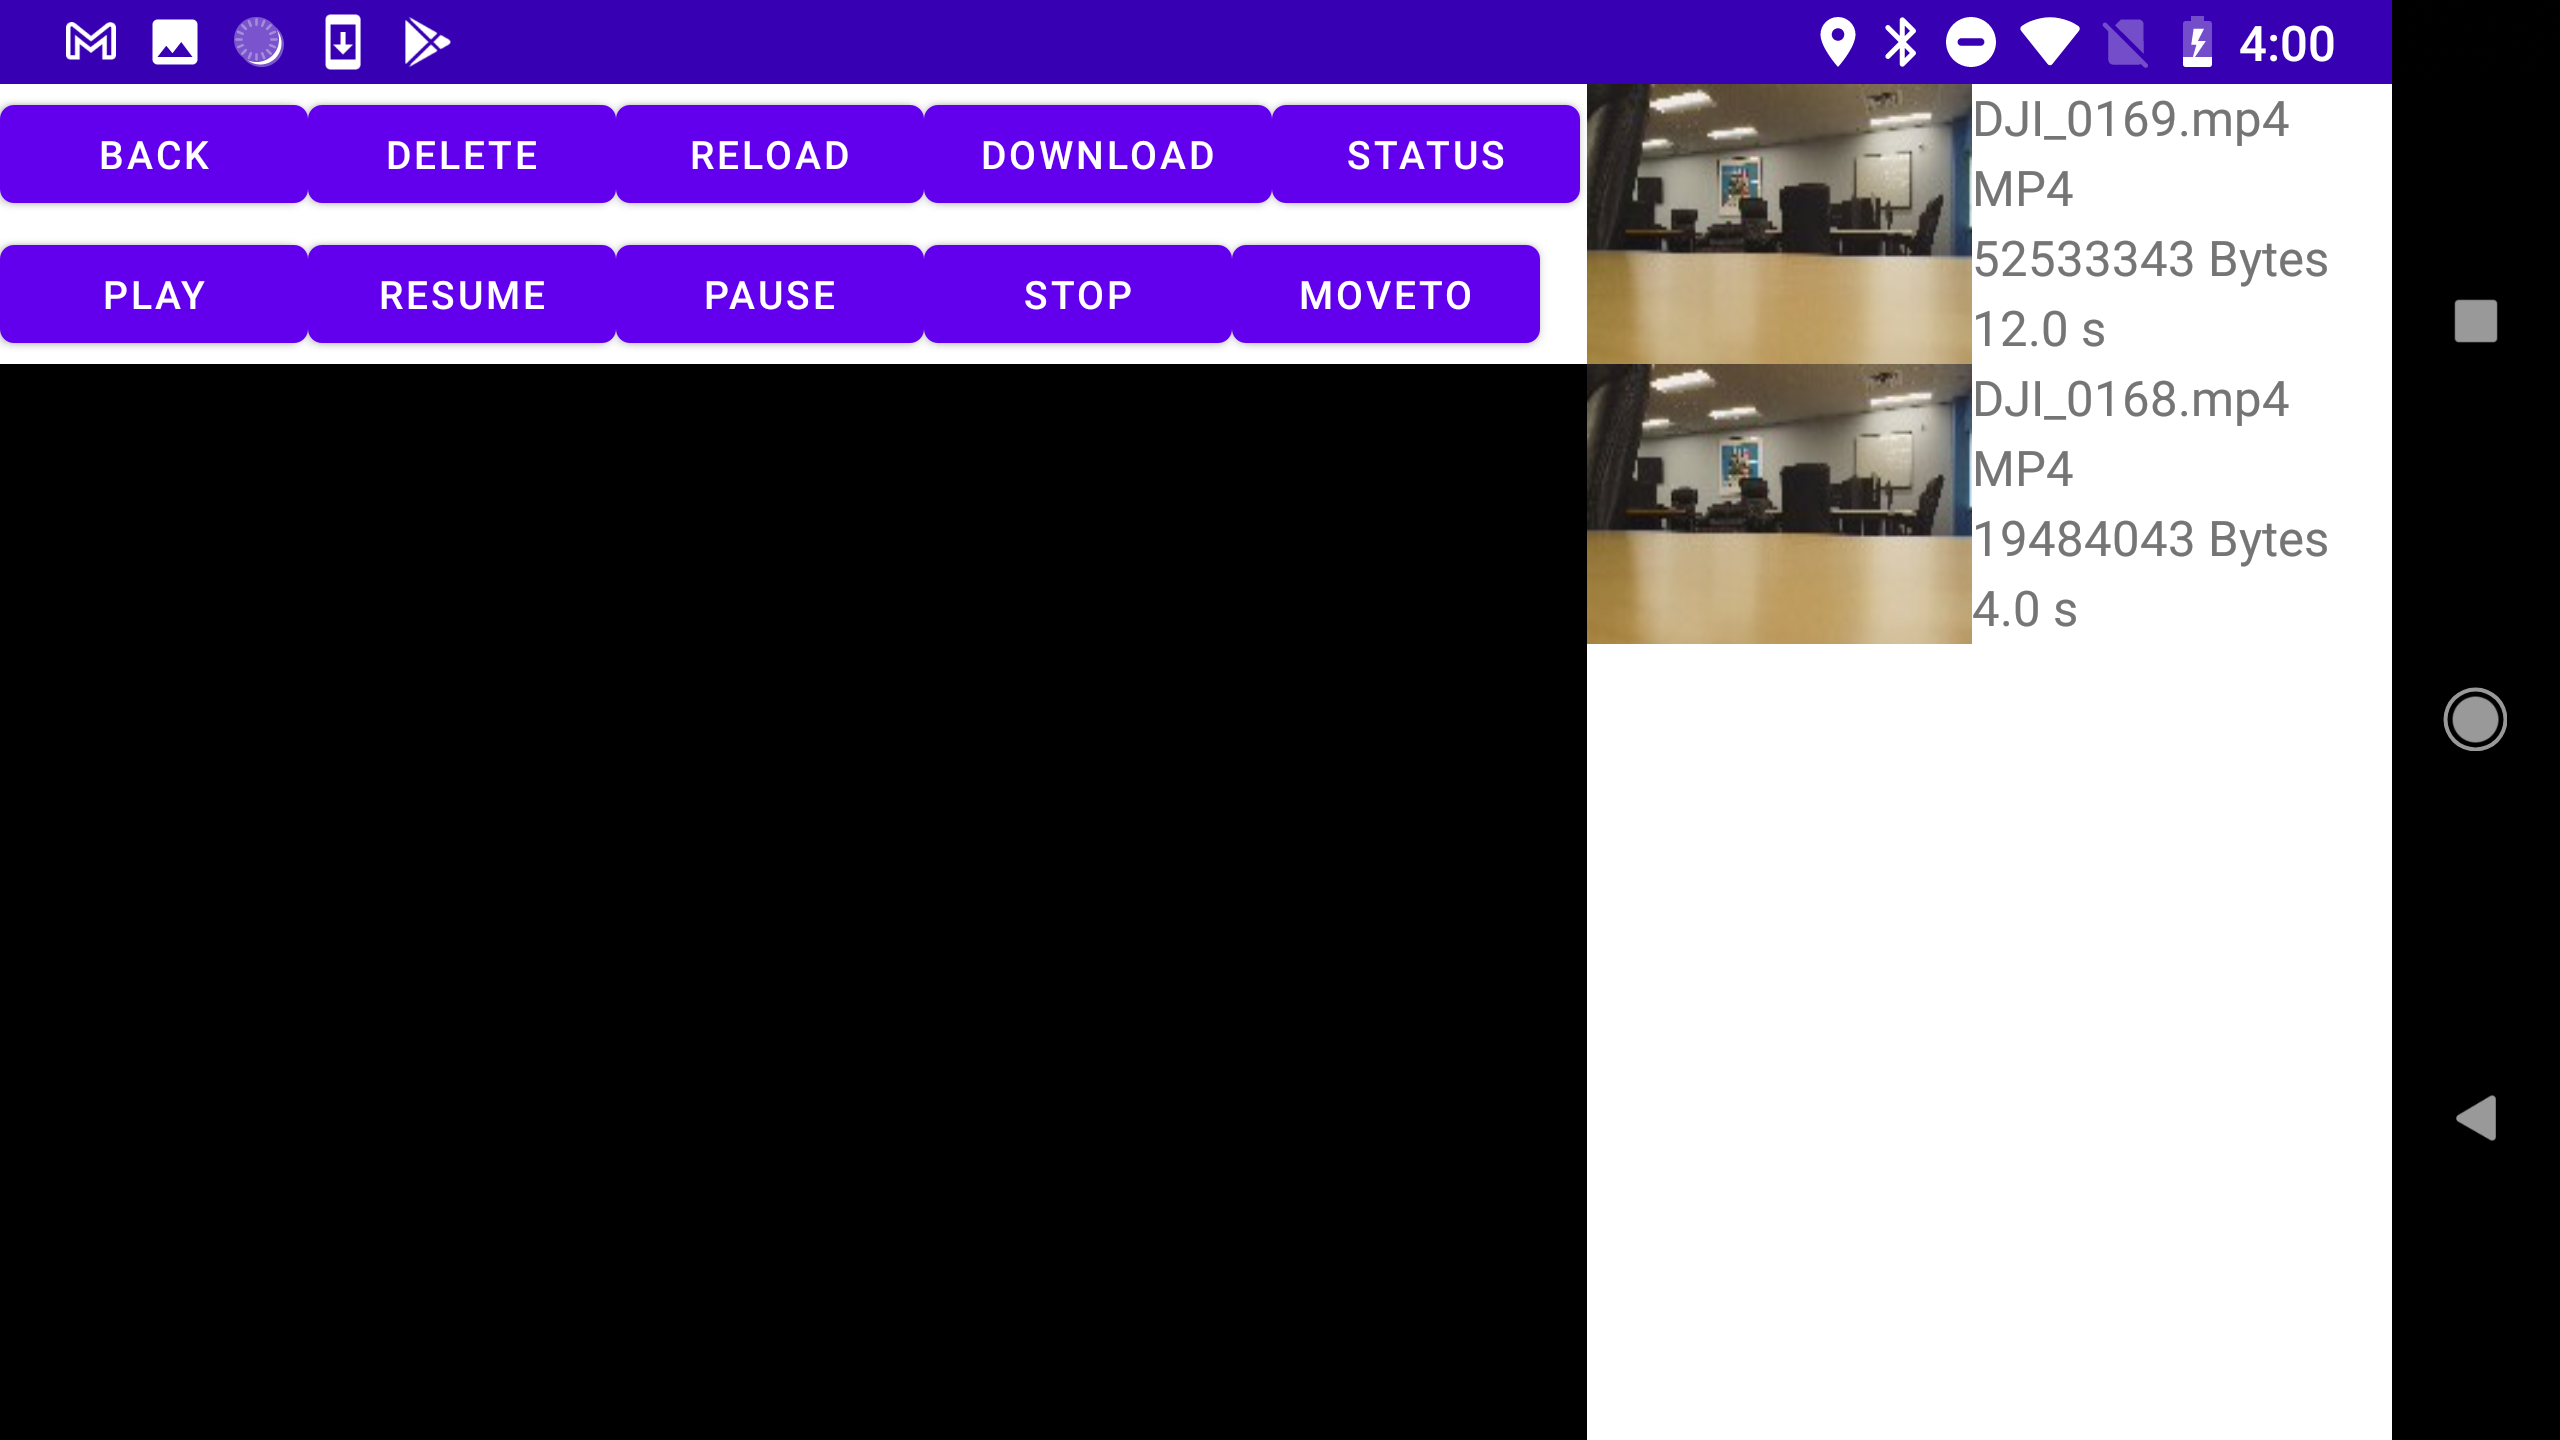 4:00
BACK
DELETE
RELOAD
DOWNLOAD
STATUS
PLAY
RESUME
PAUSE
STOP
MOVETO
DJI_0169.mp4
MP4
52533343 Bytes
12.0 s
DJI_0168.mp4
MP4
19484043 Bytes
4.0 s